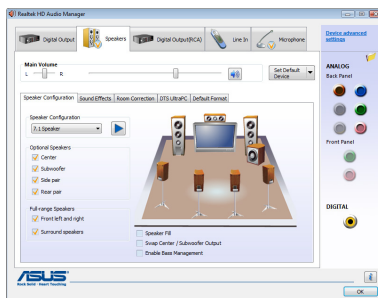 Realtek HD Audio Manager
Digital Output
Speakers
Digital Output(RCA)
Line In
Microphone
Device advanced
settings
Main Volume
L
R
Set Default
Device
ANALOG
Back Panel
Speaker Configuration
Sound Effects
Room Correction
DTS UltraPC
Default Format
Speaker Configuration
7.1 Speaker
Optional Speakers
Center
Subwoofer
Side pair
Rear pair
Front Panel
Full-range Speakers
Front left and right
Surround speakers
Speaker Fill
Swap Center / Subwoofer Output
Enable Bass Management
DIGITAL
ASUS
Rock Solid · Heart Touching
i
OK